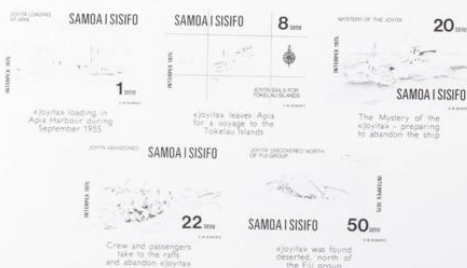 JOYITA LOADING
AT APIA
SAMOA I SISIFO
INTERPEX 1975
1 sene
«Joyita» loading in
Apia Harbour during
September 1955
SAMOA I SISIFO
8 sene
INTERPEX 1975
JOYITA SAILS FOR
TOKELAU ISLANDS
«Joyita» leaves Apia
for a voyage to the
Tokelau Islands
MYSTERY OF THE JOYITA
20 sene
INTERPEX 1975
SAMOA I SISIFO
The Mystery of the
«Joyita» - preparing
to abandon the ship
JOYITA ABANDONED
SAMOA I SISIFO
INTERPEX 1975
22 sene
Crew and passengers
take to the rafts
and abandon «Joyita»
JOYITA DISCOVERED NORTH
OF FIJI GROUP
INTERPEX 1975
SAMOA I SISIFO
50 sene
«Joyita» was found
deserted, north of
the Fiji group